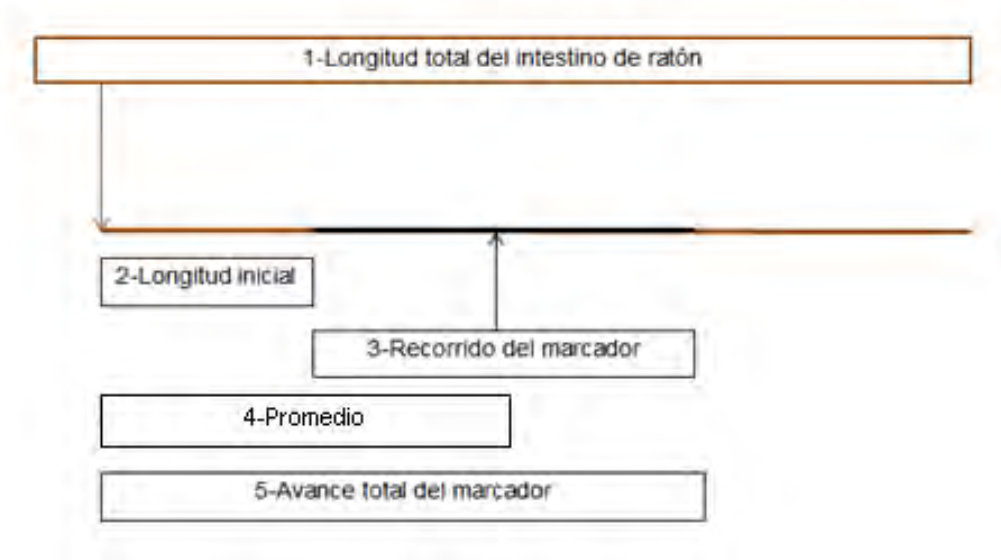 1-Longitud total del intestino de ratón
2-Longitud inicial
3-Recorrido del marcador
4-Promedio
5-Avance total del marcador